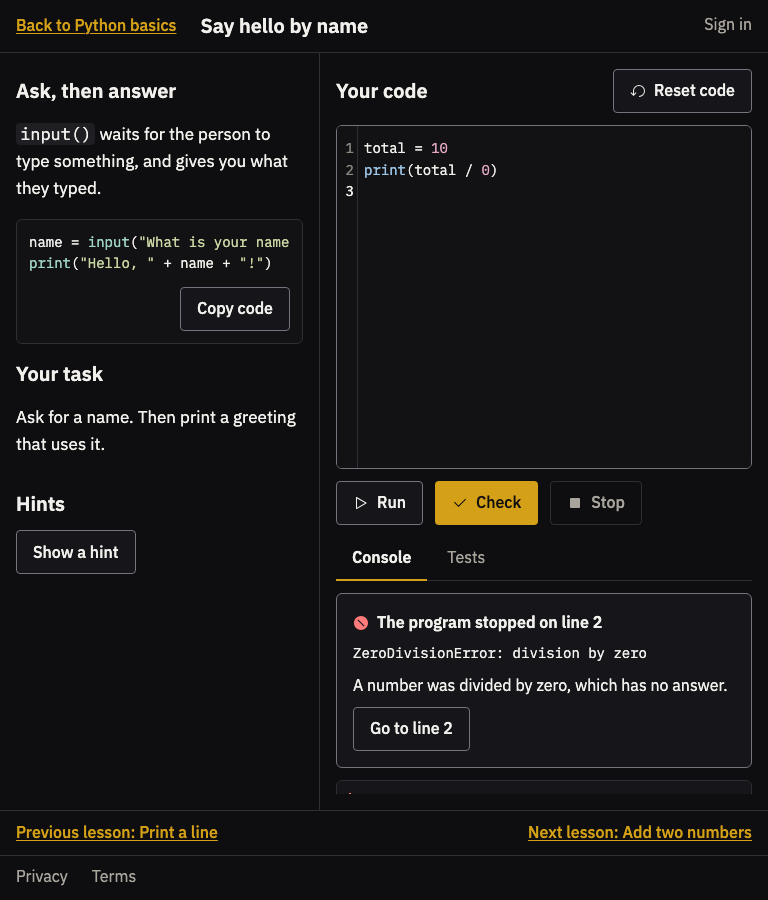 Back to Python basics
Say hello by name
Sign in
Ask, then answer
input() waits for the person to
type something, and gives you what
they typed.
name = input("What is your name
print("Hello, " + name + "!")
Copy code
Your task
Ask for a name. Then print a greeting
that uses it.
Hints
Show a hint
Your code
Reset code
1 total = 10
2 print(total / 0)
3
Run
Check
Stop
Console
Tests
The program stopped on line 2
ZeroDivisionError: division by zero
A number was divided by zero, which has no answer.
Go to line 2
Previous lesson: Print a line
Next lesson: Add two numbers
Privacy
Terms